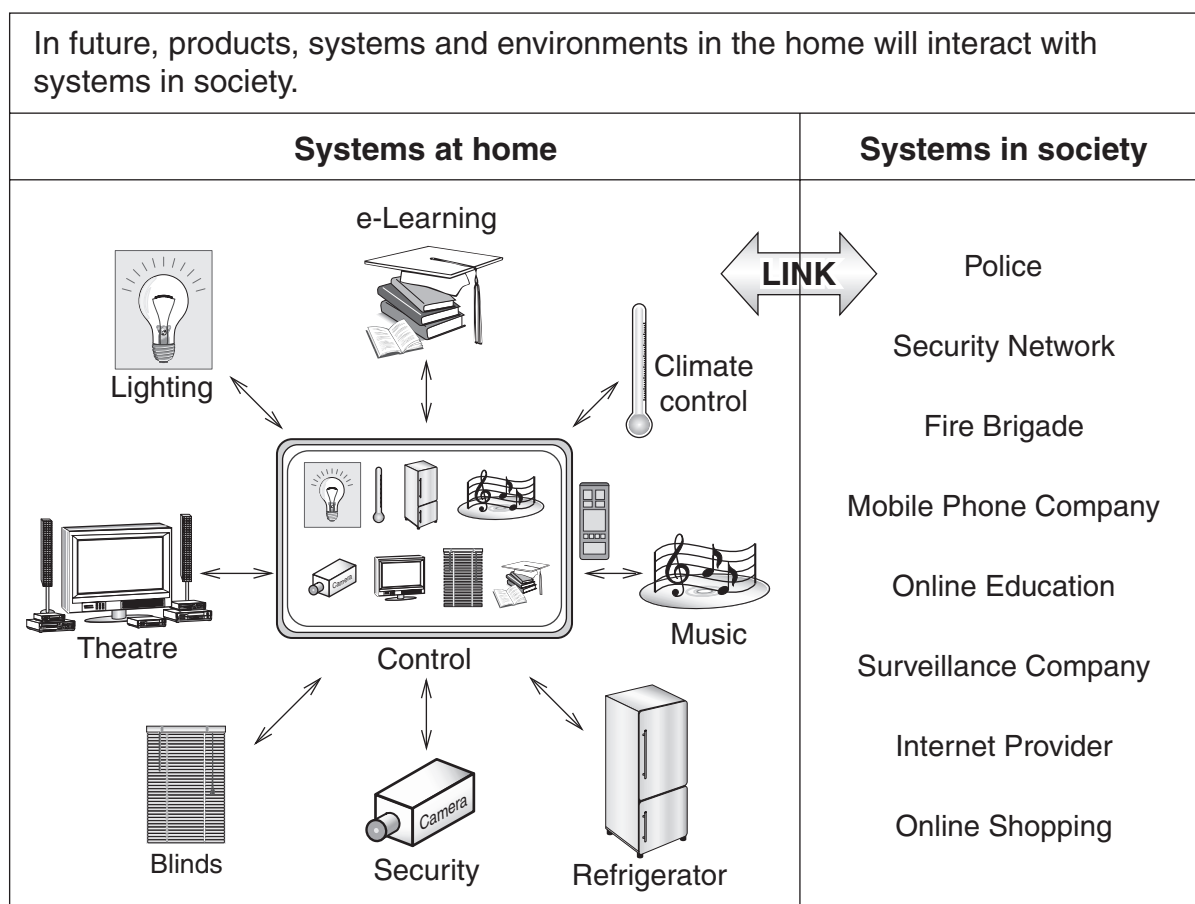 In future, products, systems and environments in the home will interact with
systems in society.
Systems at home
Systems in society
e-Learning
LINK
Police
Lighting
Climate
control
Security Network
Fire Brigade
Mobile Phone Company
Camera
Theatre
Control
Music
Online Education
Surveillance Company
Internet Provider
Online Shopping
Blinds
Camera
Security
Refrigerator